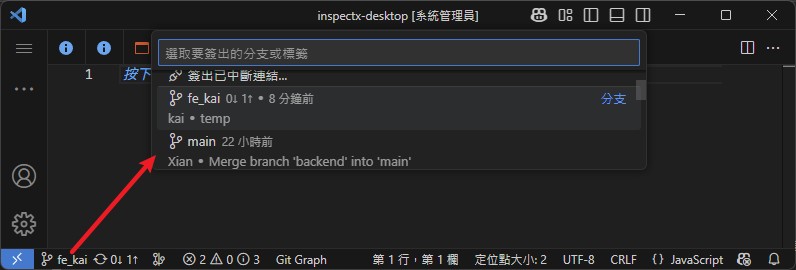 inspectx-desktop [系統管理員]
選取要簽出的分支或標籤
1 按下
簽出已中斷連結...
fe_kai 0↓ 1↑ • 8 分鐘前 分支
kai • temp
main 22 小時前
Xian • Merge branch 'backend' into 'main'
fe_kai 0↓ 1↑ 2 0 3 Git Graph 第 1 行，第 1 欄 定位點大小: 2 UTF-8 CRLF {} JavaScript